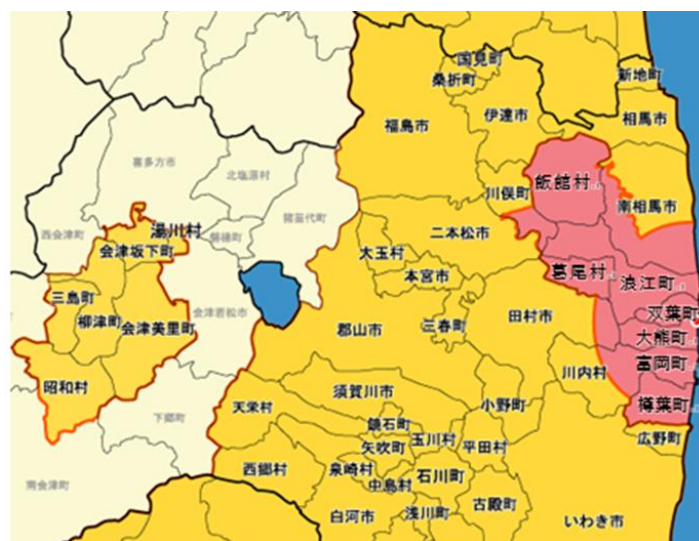 国見町
桑折町
新地町
福島市
伊達市
相馬市
喜多方市
北塩原村
川俣町
飯館村
猪苗代町
南相馬市
湯川村
西会津町
磐梯町
二本松市
会津坂下町
大玉村
葛尾村
浪江町
本宮市
三島町
会津若松市
双葉町
柳津町
会津美里町
郡山市
三春町
田村市
大熊町
昭和村
川内村
富岡町
天栄村
須賀川市
小野町
樽葉町
下郷町
鏡石町
玉川村
広野町
矢吹町
平田村
西郷村
泉崎村
石川町
南会津町
中島村
古殿町
白河市
浅川町
いわき市